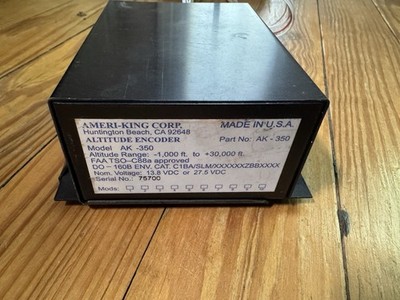 AMERI-KING CORP. MADE IN U.S.A.
Huntington Beach, CA 92648
ALTITUDE ENCODER Part No: AK - 350
Model AK - 350
Altitude Range: -1,000 ft. to +30,000 ft.
FAA TSO-C88a approved
DO - 160B ENV. CAT. C1BA/SLM/XXXXXXZBBXXXX
Nom. Voltage: 13.8 VDC or 27.5 VDC
Serial No.: 75700
Mods: